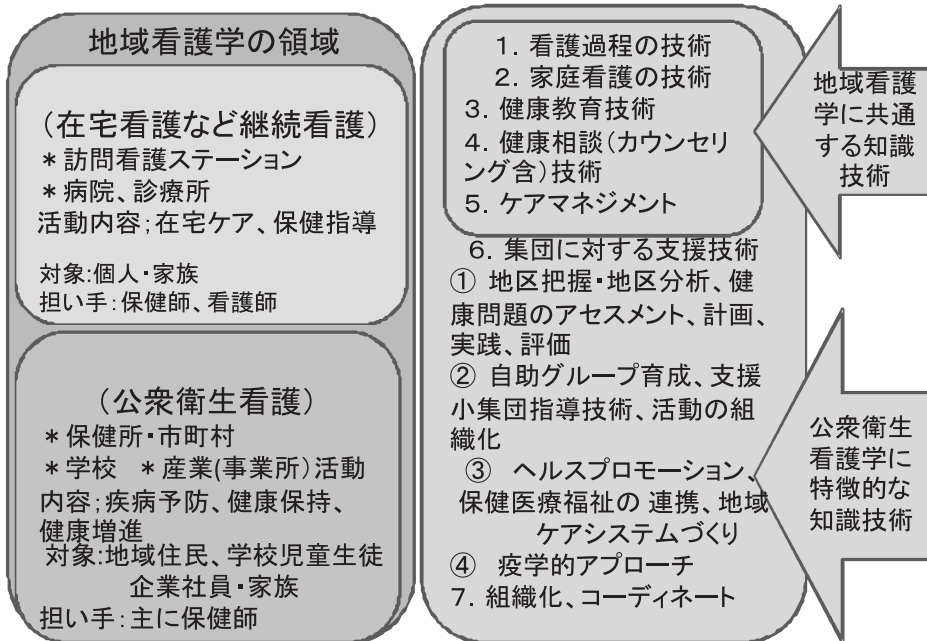 地域看護学の領域
(在宅看護など継続看護)
＊訪問看護ステーション
＊病院、診療所
活動内容;在宅ケア、保健指導
対象:個人・家族
担い手:保健師、看護師
(公衆衛生看護)
＊保健所・市町村
＊学校　＊産業(事業所)活動
内容;疾病予防、健康保持、
健康増進
対象:地域住民、学校児童生徒
企業社員・家族
担い手:主に保健師
1. 看護過程の技術
2. 家庭看護の技術
3. 健康教育技術
4. 健康相談(カウンセリ
ング含)技術
5. ケアマネジメント
6. 集団に対する支援技術
① 地区把握・地区分析、健
康問題のアセスメント、計画、
実践、評価
② 自助グループ育成、支援
小集団指導技術、活動の組
織化
③ ヘルスプロモーション、
保健医療福祉の 連携、地域
ケアシステムづくり
④ 疫学的アプローチ
7. 組織化、コーディネート
地域看護
学に共通
する知識
技術
公衆衛生
看護学に
特徴的な
知識技術